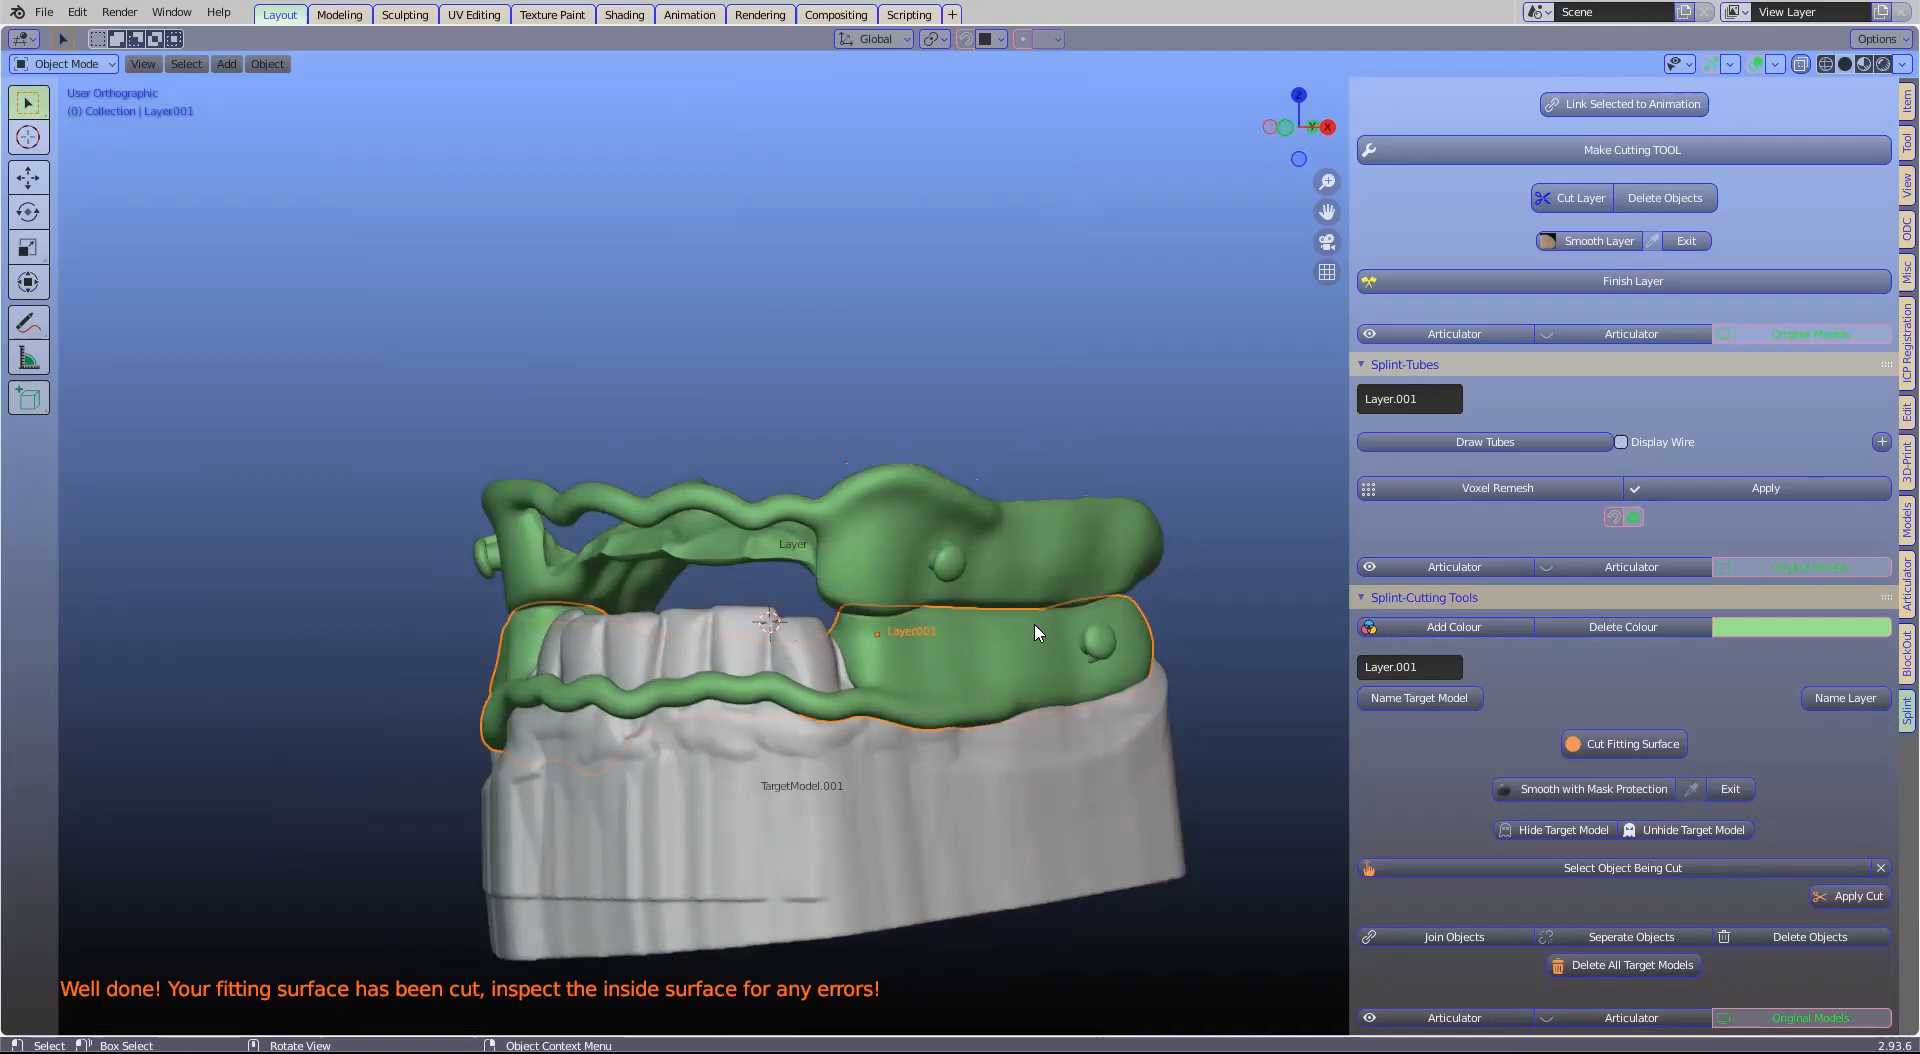 File Edit Render Window Help Layout Modeling Sculpting UV Editing Texture Paint Shading Animation Rendering Compositing Scripting + Scene View Layer
Global Options
Object Mode View Select Add Object
User Orthographic
(0) Collection | Layer001
Z
Y X
Link Selected to Animation
Make Cutting TOOL
Cut Layer Delete Objects
Smooth Layer Exit
Finish Layer
Articulator Articulator Original Models
Splint-Tubes
Layer.001
Draw Tubes Display Wire
Voxel Remesh Apply
Articulator Articulator
Splint-Cutting Tools
Add Colour Delete Colour
Layer.001
Name Target Model Name Layer
Cut Fitting Surface
Smooth with Mask Protection Exit
Hide Target Model Unhide Target Model
Select Object Being Cut
Apply Cut
Join Objects Seperate Objects Delete Objects
Delete All Target Models
Articulator Articulator Original Models
Item
Tool
View
ODC
Misc
ICP Registration
Edit
3D-Print
Models
Articulator
BlockOut
Splint
Layer
Layer001
TargetModel.001
Well done! Your fitting surface has been cut, inspect the inside surface for any errors!
Select Box Select Rotate View Object Context Menu 2.93.6